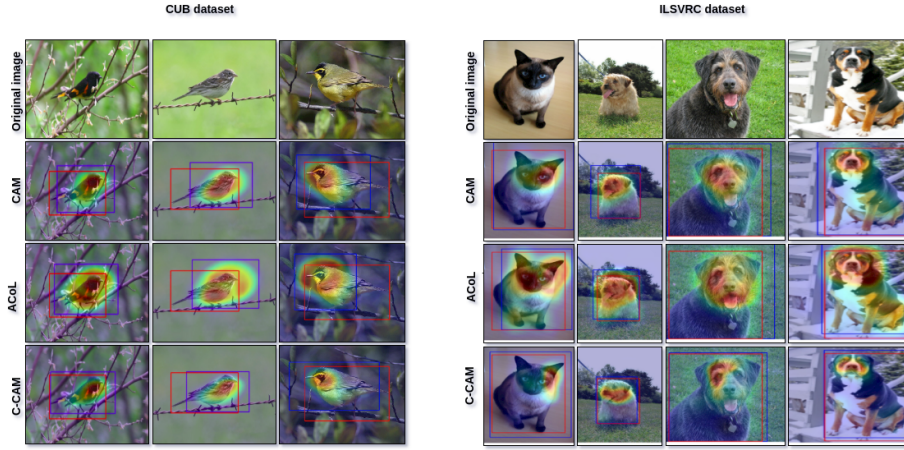 CUB dataset
Original image
CAM
ACoL
C-CAM
ILSVRC dataset
Original image
CAM
ACoL
C-CAM